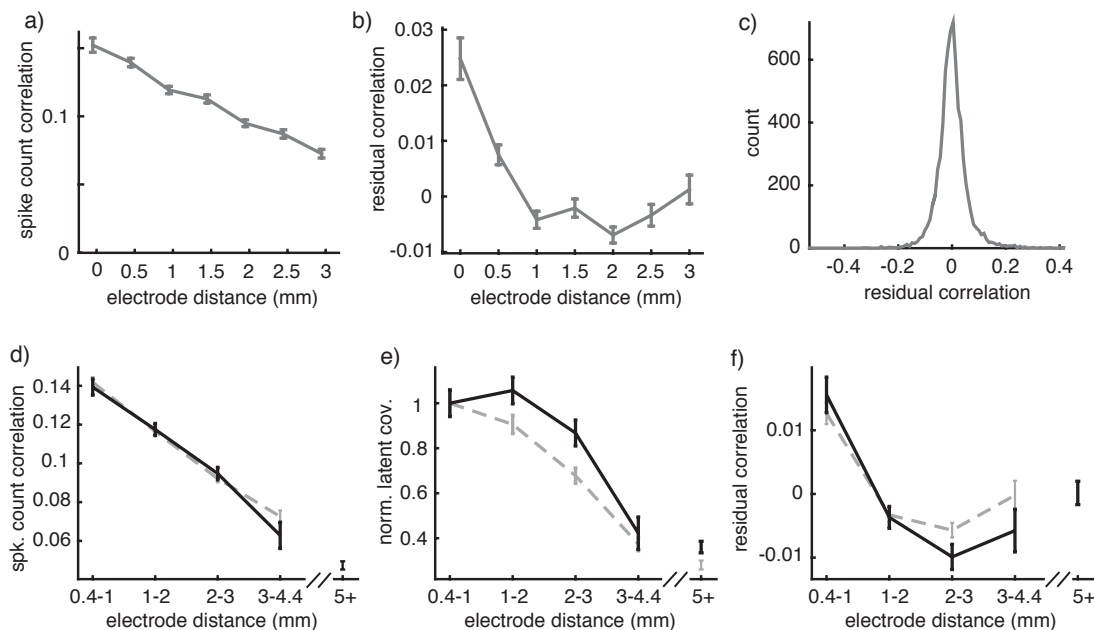 a)
spike count correlation
0.1
0
0 0.5 1 1.5 2 2.5 3
electrode distance (mm)
b)
residual correlation
0.03
0.02
0.01
0
-0.01
0 0.5 1 1.5 2 2.5 3
electrode distance (mm)
c)
count
600
400
200
0
-0.4 -0.2 0 0.2 0.4
residual correlation
d)
spk. count correlation
0.14
0.12
0.1
0.08
0.06
0.4-1 1-2 2-3 3-4.4 5+
electrode distance (mm)
e)
norm. latent cov.
1
0.8
0.6
0.4
0.4-1 1-2 2-3 3-4.4 5+
electrode distance (mm)
f)
residual correlation
0.01
0
-0.01
0.4-1 1-2 2-3 3-4.4 5+
electrode distance (mm)